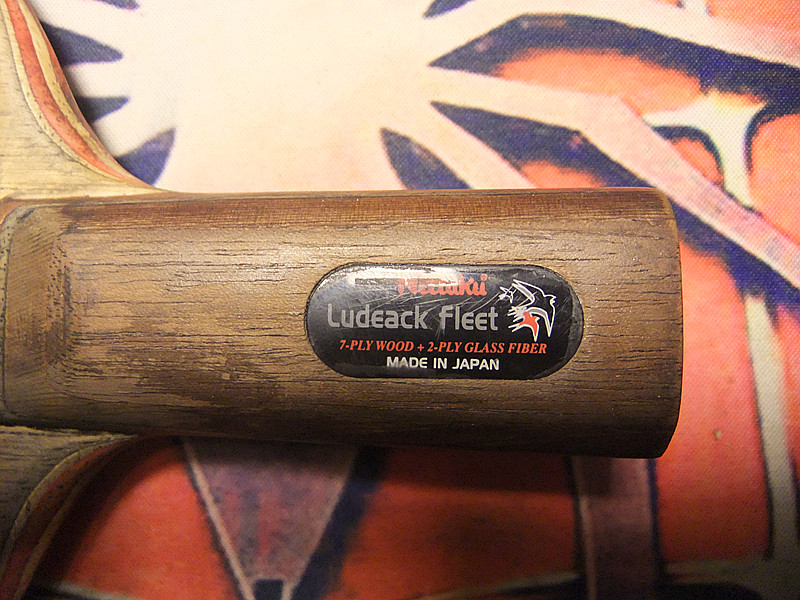 Nittaku
Ludeack fleet
7-PLY WOOD + 2-PLY GLASS FIBER
MADE IN JAPAN